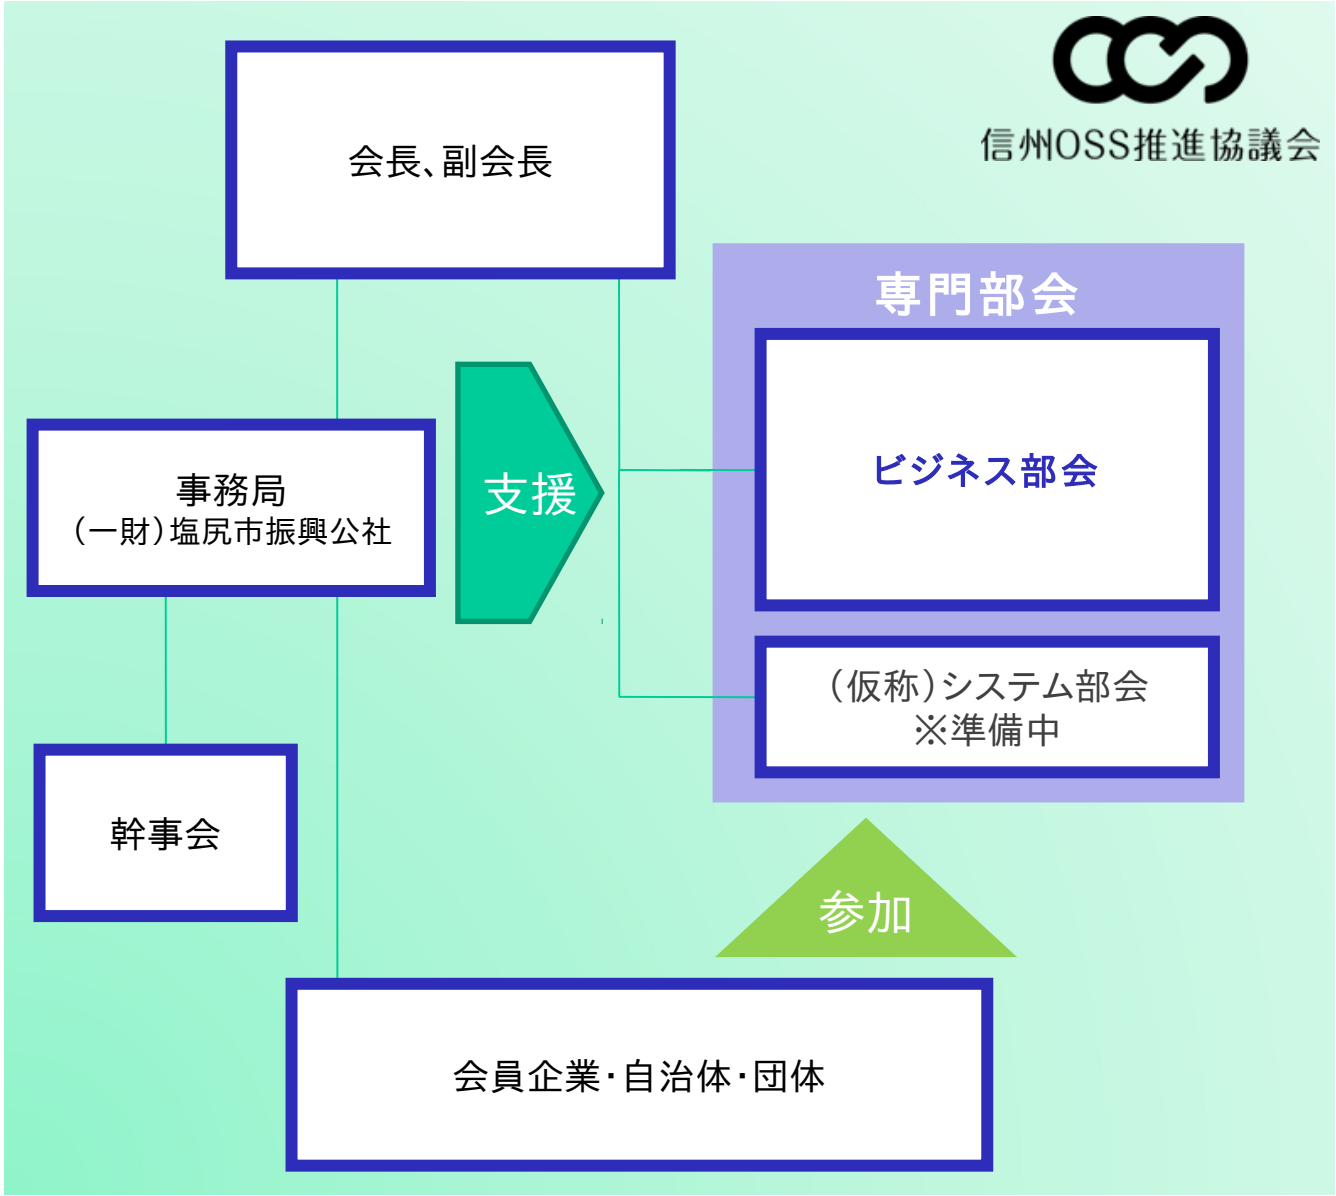 信州OSS推進協議会
会長、副会長
専門部会
ビジネス部会
支援
事務局
（一財）塩尻市振興公社
（仮称）システム部会
※準備中
幹事会
参加
会員企業・自治体・団体